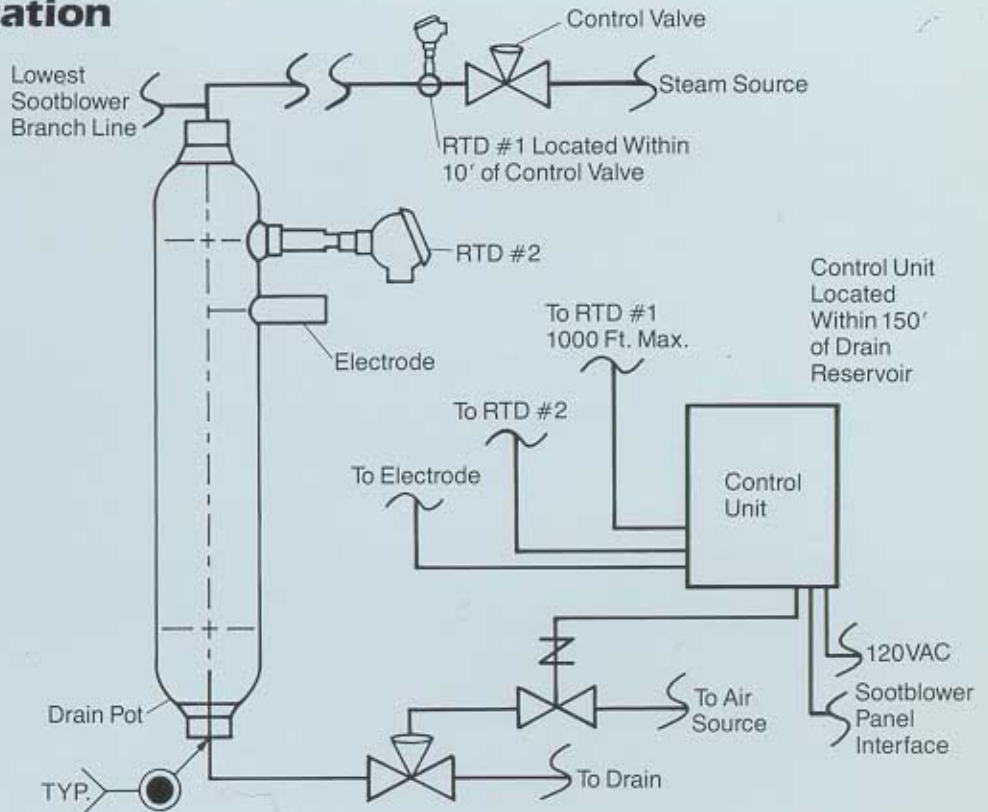 Control Valve
Lowest
Sootblower
Branch Line
Steam Source
RTD #1 Located Within
10' of Control Valve
RTD #2
Control Unit
Located
Within 150'
of Drain
Reservoir
To RTD #1
1000 Ft. Max.
Electrode
To RTD #2
To Electrode
Control
Unit
120VAC
Drain Pot
To Air
Source
Sootblower
Panel
Interface
TYP.
To Drain